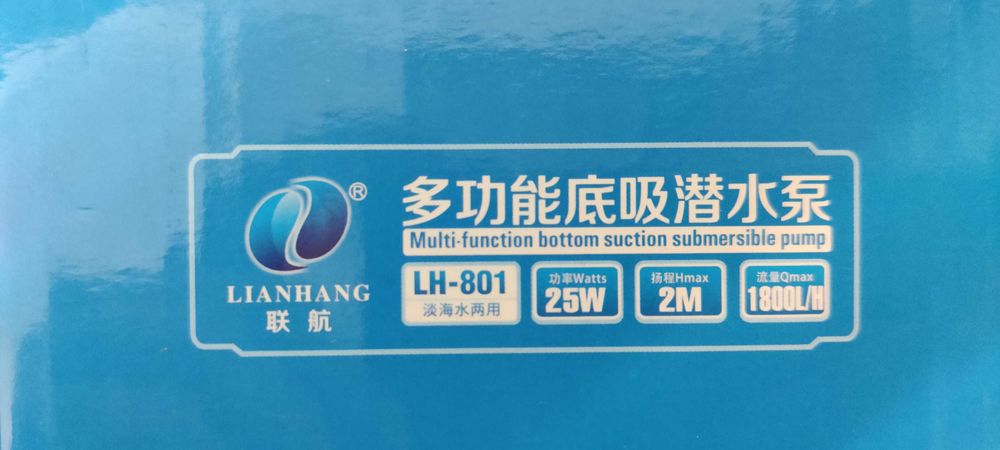 ®
LIANHANG
联航
多功能底吸潜水泵
Multi-function bottom suction submersible pump
LH-801
淡海水两用
功率Watts
25W
扬程Hmax
2M
流量Qmax
1800L/H